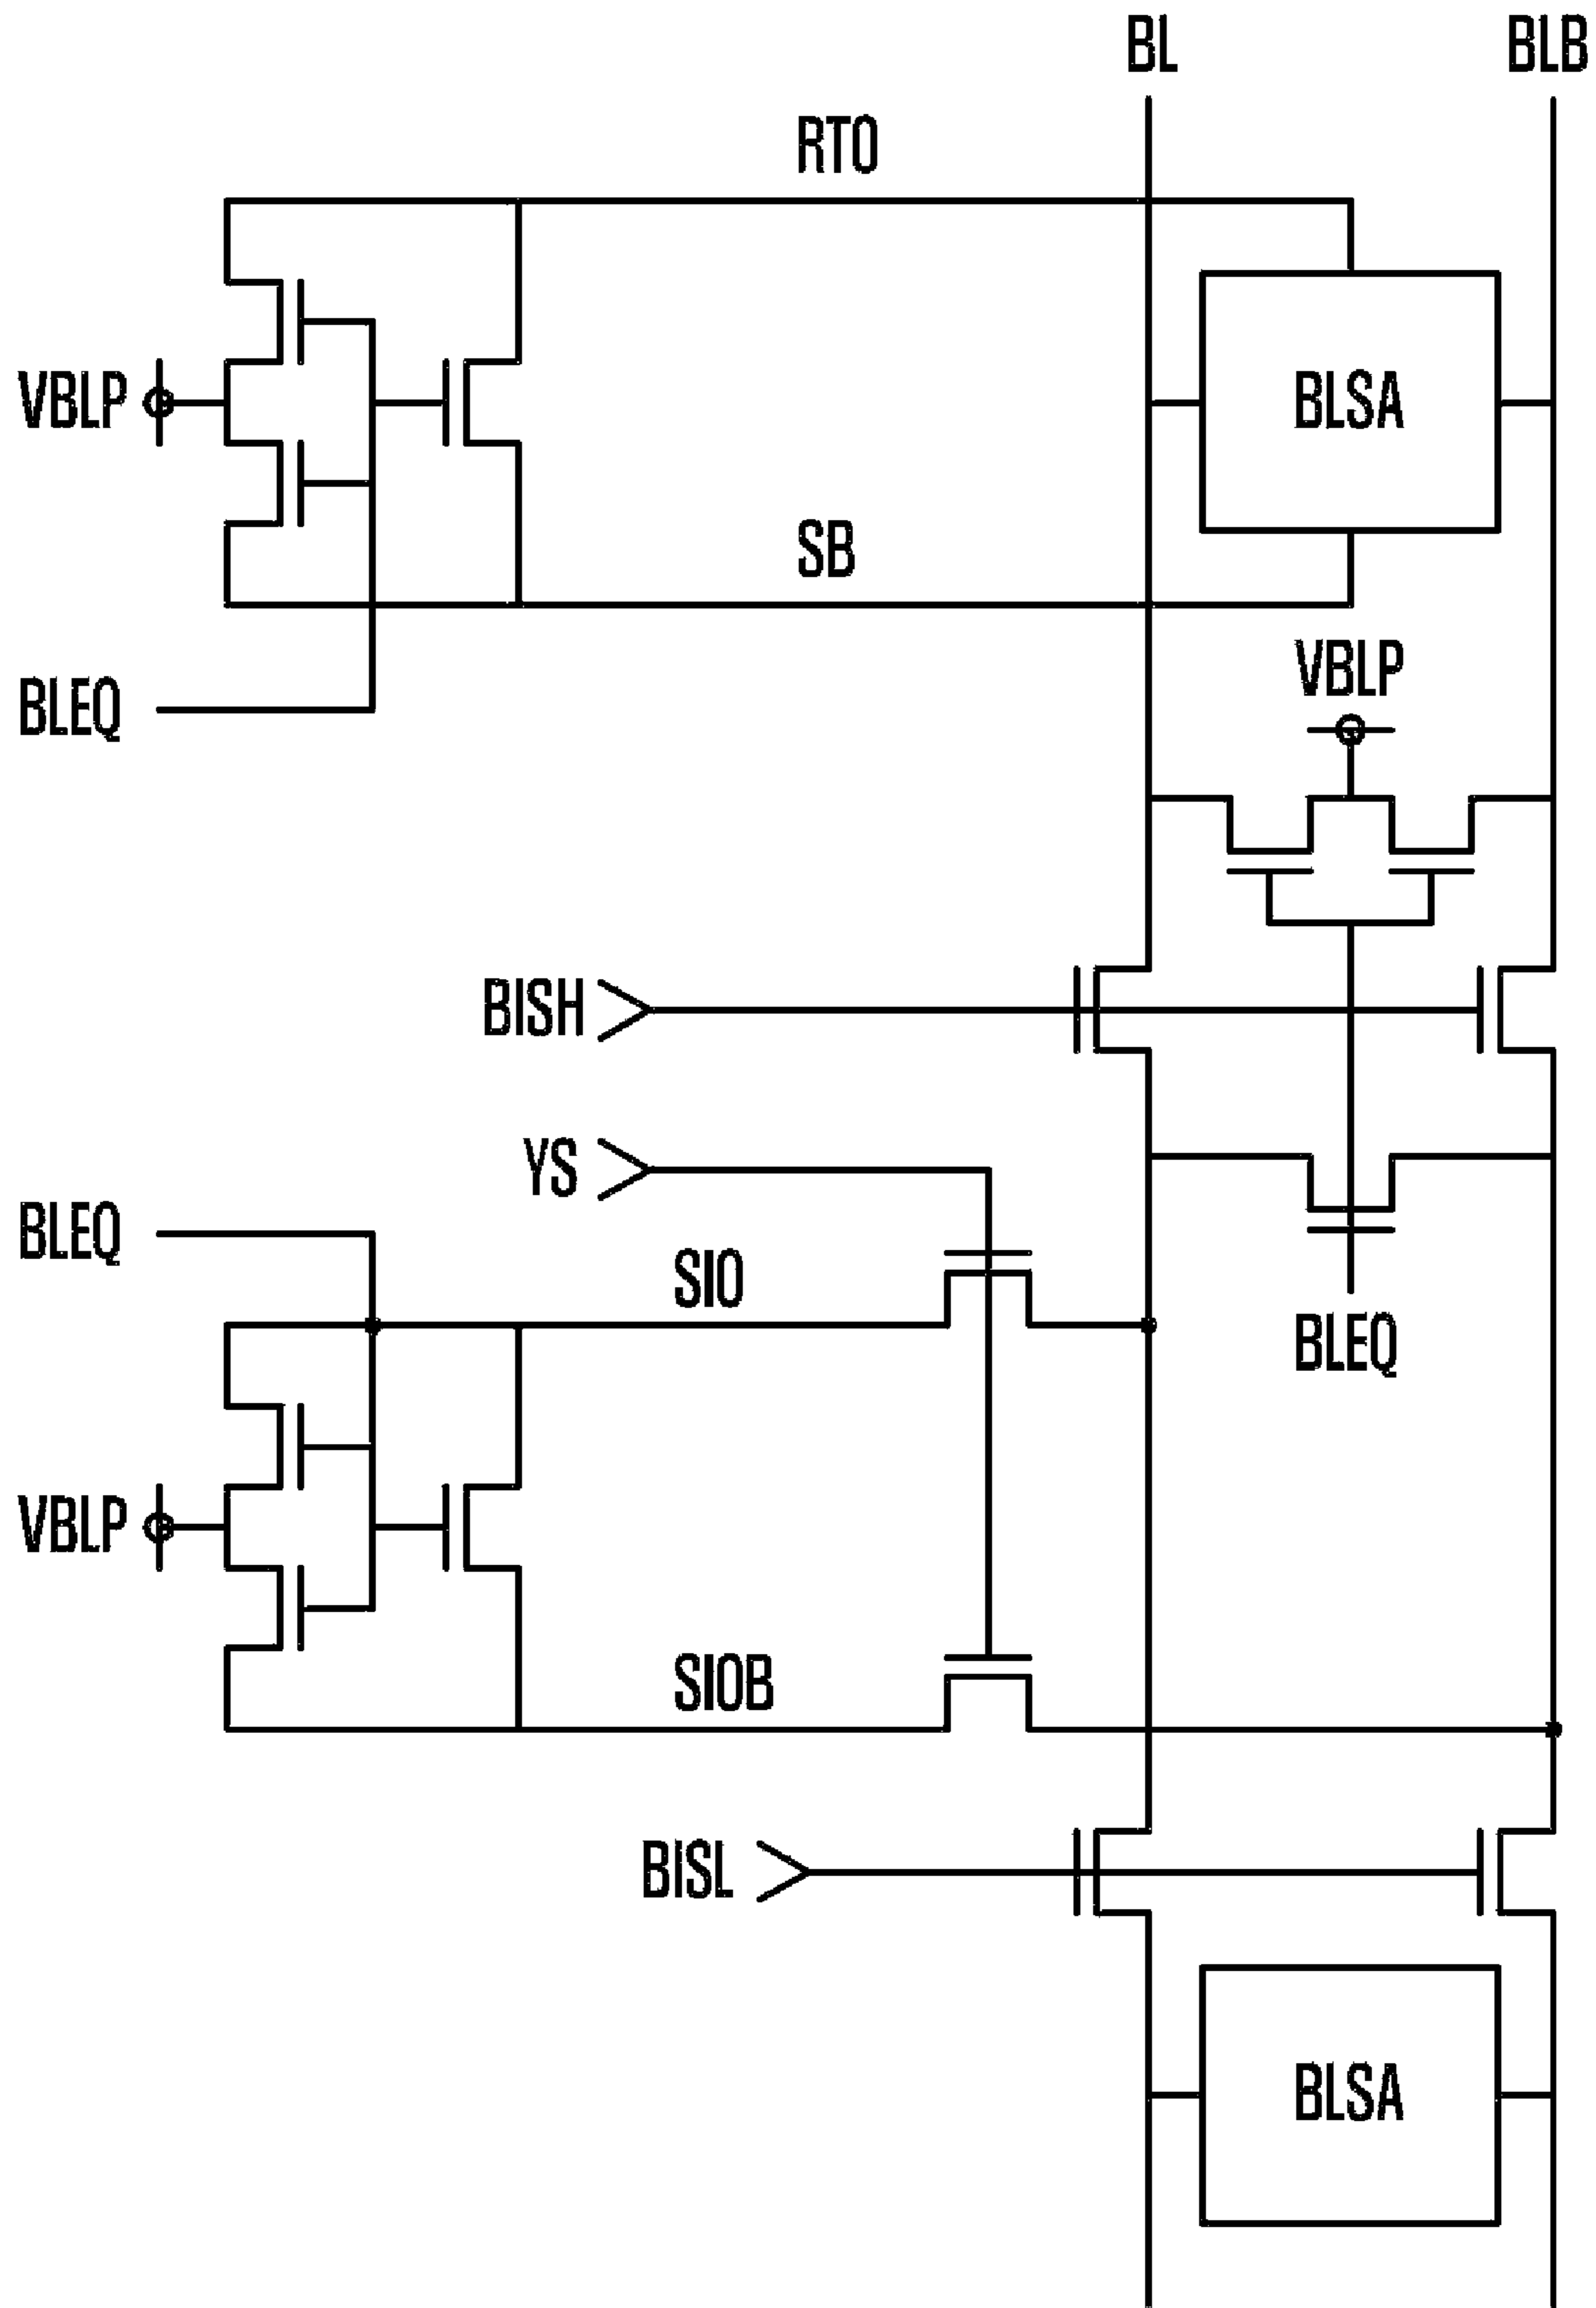 BL
BLB
RTO
VBLP
BLSA
SB
VBLP
BLEQ
BISH
YS
BLEQ
SIO
BLEQ
VBLP
SIOB
BISL
BLSA